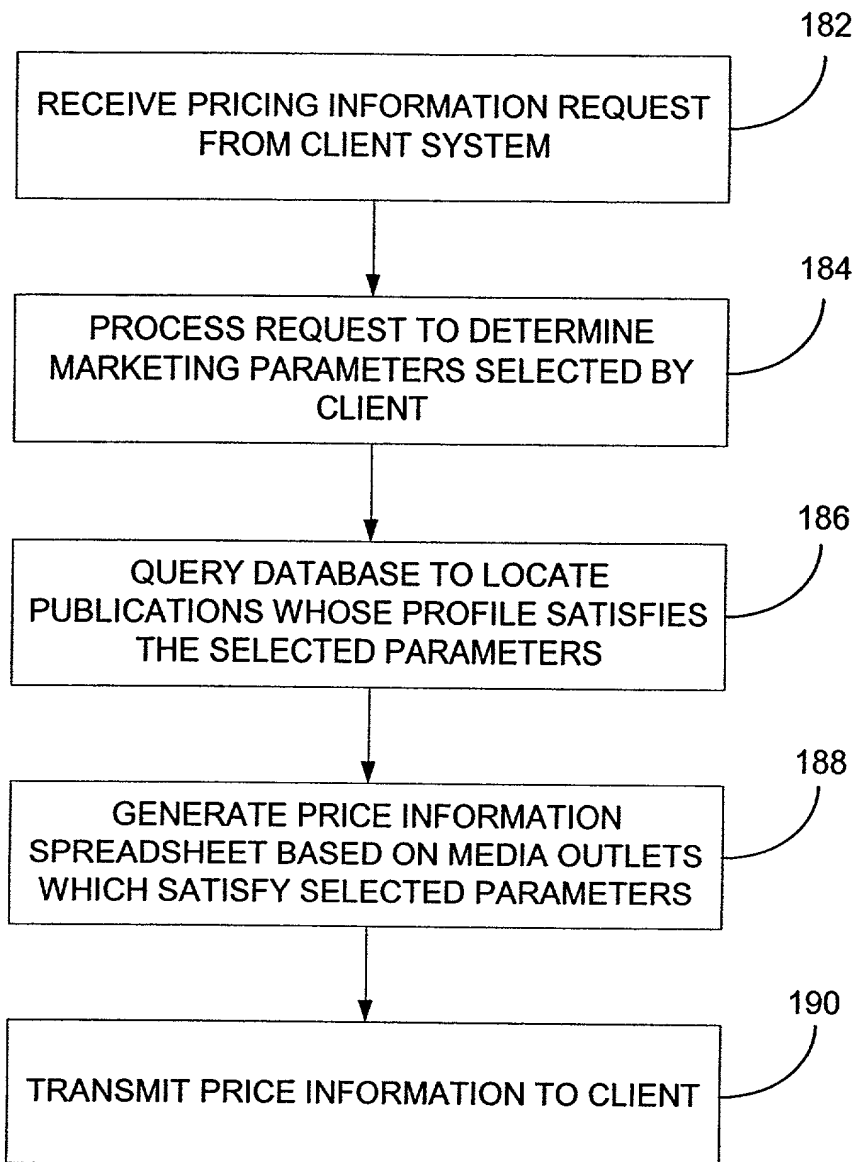 182
RECEIVE PRICING INFORMATION REQUEST
FROM CLIENT SYSTEM
184
PROCESS REQUEST TO DETERMINE
MARKETING PARAMETERS SELECTED BY
CLIENT
186
QUERY DATABASE TO LOCATE
PUBLICATIONS WHOSE PROFILE SATISFIES
THE SELECTED PARAMETERS
188
GENERATE PRICE INFORMATION
SPREADSHEET BASED ON MEDIA OUTLETS
WHICH SATISFY SELECTED PARAMETERS
190
TRANSMIT PRICE INFORMATION TO CLIENT